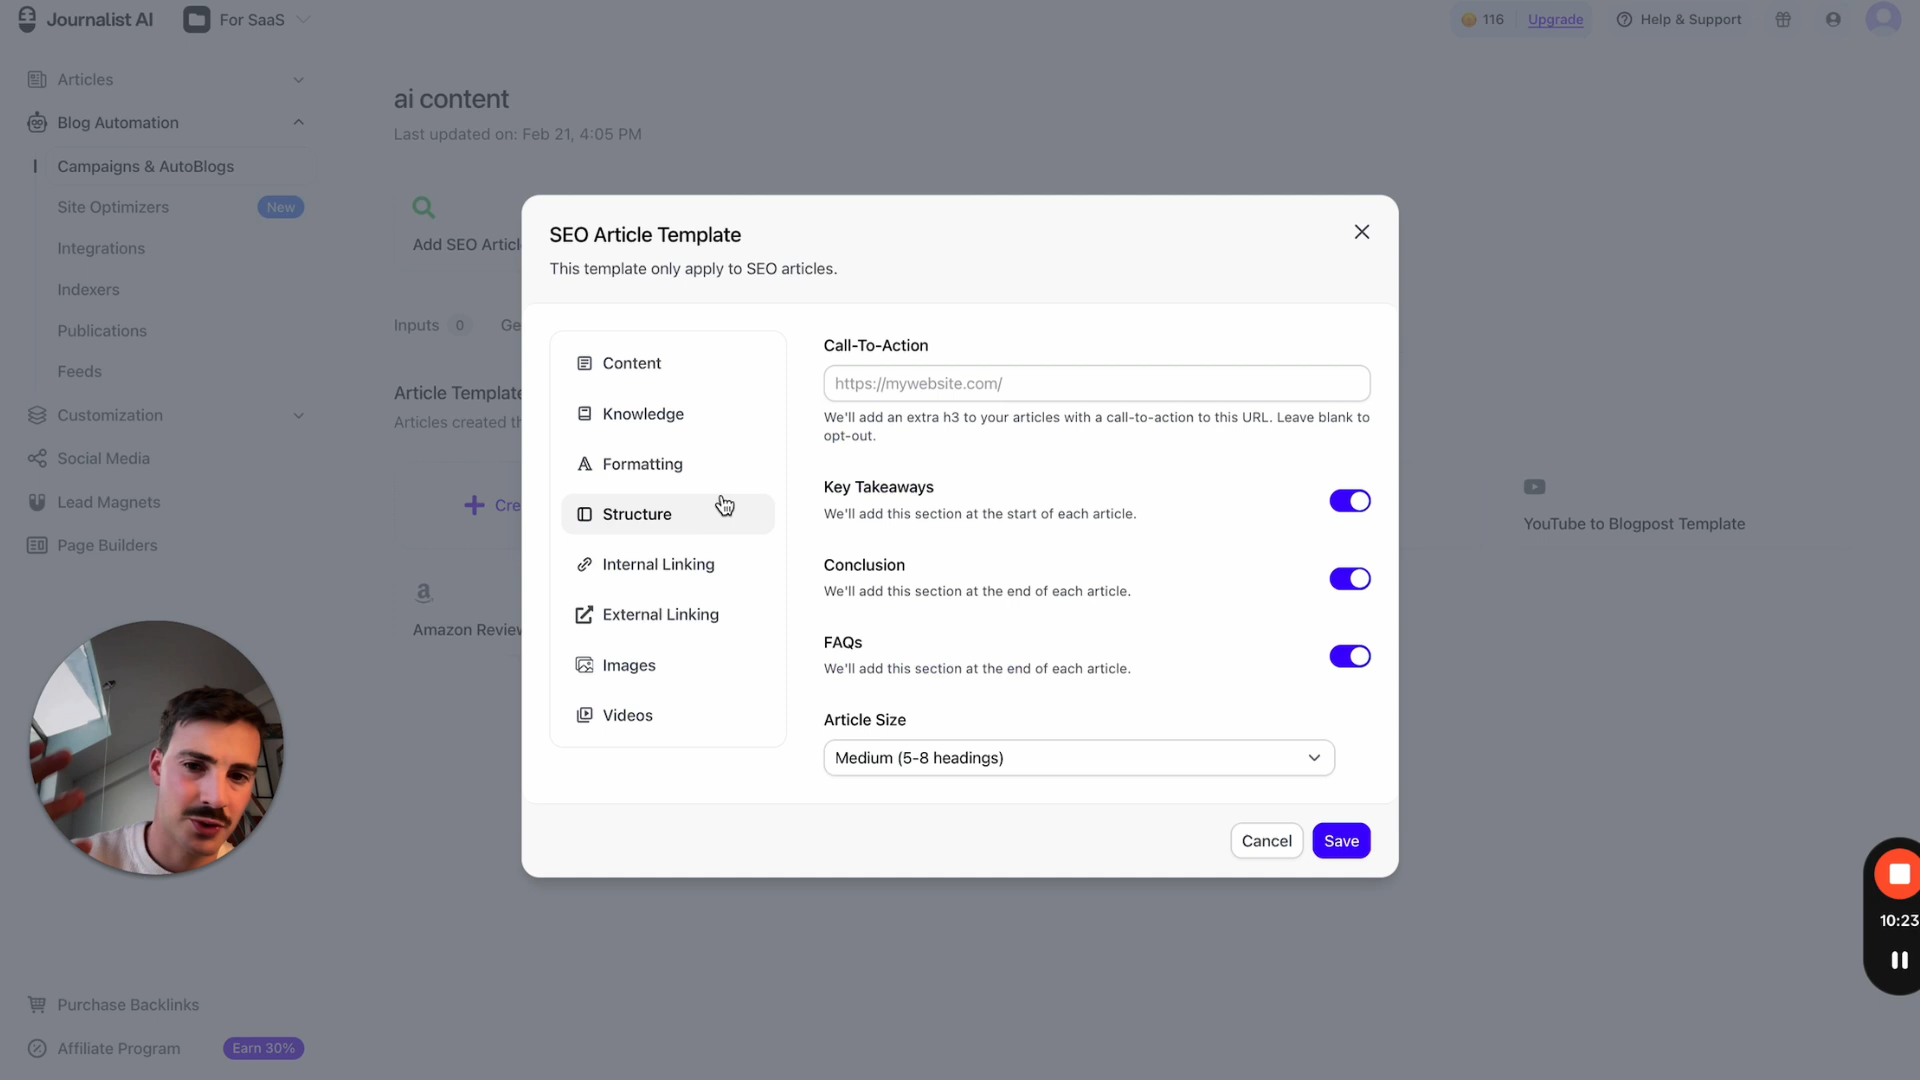 Journalist AI
For SaaS
116
Upgrade
Help & Support
Articles
Blog Automation
Campaigns & AutoBlogs
Site Optimizers
New
Integrations
Indexers
Publications
Feeds
Customization
Social Media
Lead Magnets
Page Builders
Purchase Backlinks
Affiliate Program
Earn 30%
ai content
Last updated on: Feb 21, 4:05 PM
Add SEO Articl
Inputs
0
Ge
Article Template
Articles created th
Cre
Amazon Review
YouTube to Blogpost Template
SEO Article Template
This template only apply to SEO articles.
Content
Knowledge
Formatting
Structure
Internal Linking
External Linking
Images
Videos
Call-To-Action
https://mywebsite.com/
We'll add an extra h3 to your articles with a call-to-action to this URL. Leave blank to
opt-out.
Key Takeaways
We'll add this section at the start of each article.
Conclusion
We'll add this section at the end of each article.
FAQs
We'll add this section at the end of each article.
Article Size
Medium (5-8 headings)
Cancel
Save
10:23